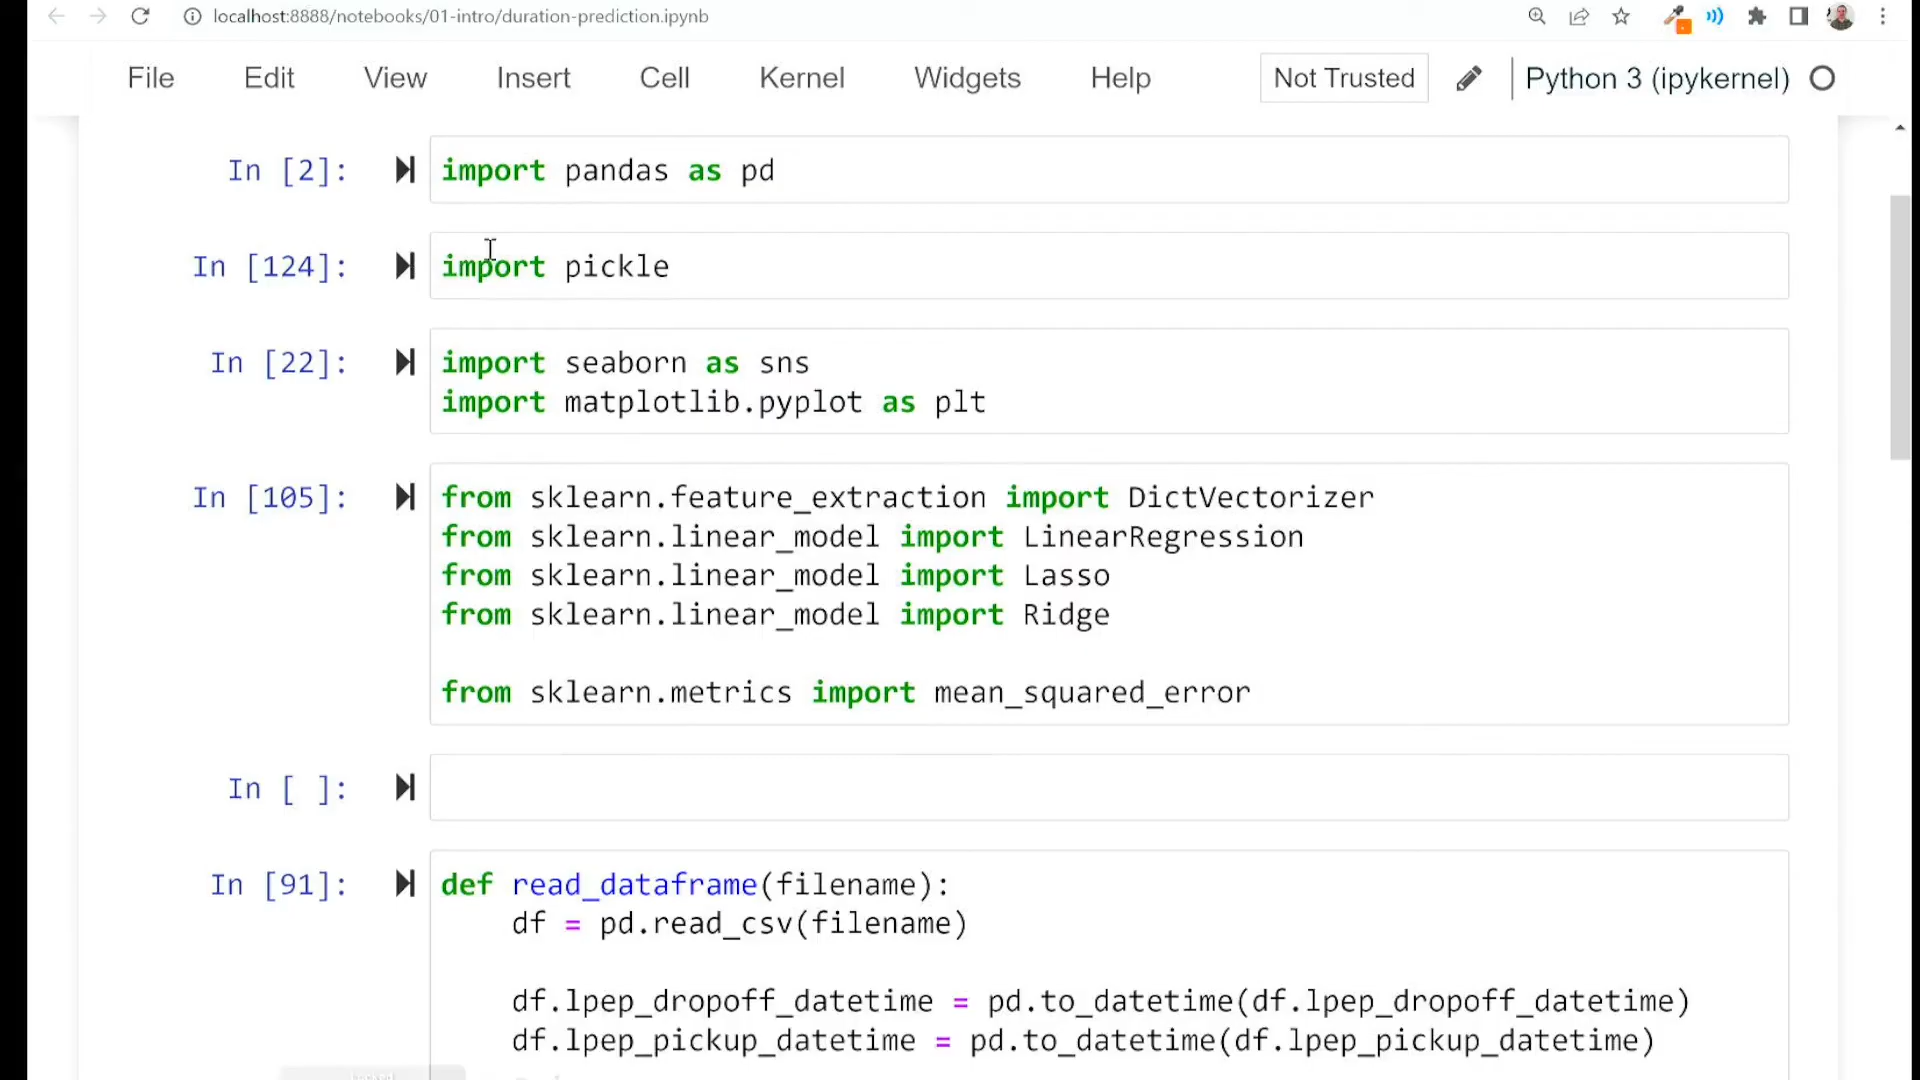 localhost:8888/notebooks/01-intro/duration-prediction.ipynb
File Edit View Insert Cell Kernel Widgets Help Not Trusted Python 3 (ipykernel)
In [2]: import pandas as pd
In [124]: import pickle
In [22]: import seaborn as sns
import matplotlib.pyplot as plt
In [105]: from sklearn.feature_extraction import DictVectorizer
from sklearn.linear_model import LinearRegression
from sklearn.linear_model import Lasso
from sklearn.linear_model import Ridge
from sklearn.metrics import mean_squared_error
In [ ]:
In [91]: def read_dataframe(filename):
df = pd.read_csv(filename)
df.lpep_dropoff_datetime = pd.to_datetime(df.lpep_dropoff_datetime)
df.lpep_pickup_datetime = pd.to_datetime(df.lpep_pickup_datetime)